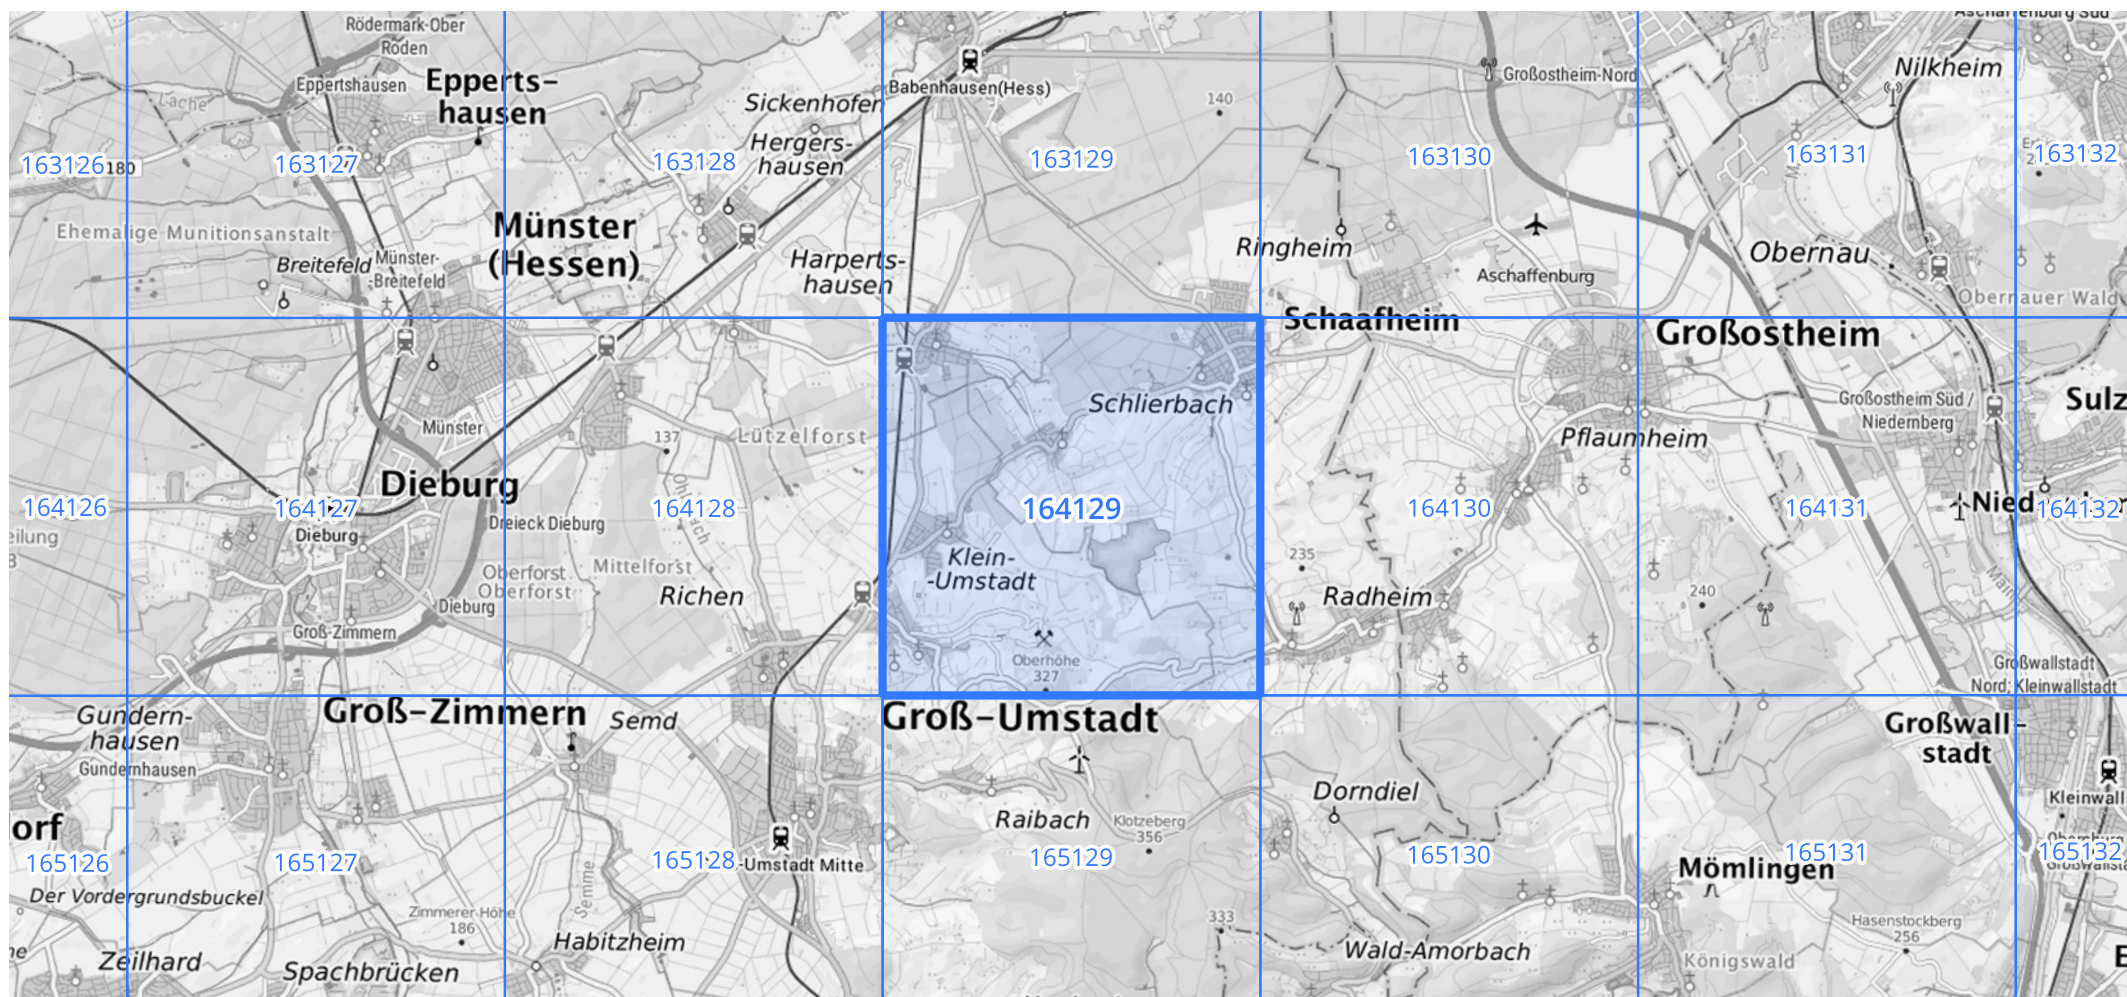 Rödermark-Ober
Röden
Aschaffenburg Süd
Eppertshausen
Epperts-
hausen
Lache
Sickenhofen
Babenhausen(Hess)
140
Großostheim-Nord
Nilkheim
Hergers-
hausen
163126
180
163127
163128
163129
163130
163131
163132
Ehemalige Munitionsanstalt
Münster
(Hessen)
Breitefeld
Münster-
-Breitefeld
Harperts-
hausen
Ringheim
Aschaffenburg
Obernau
Obernauer Wald
Schaafheim
Großostheim
Schlierbach
Großostheim Süd /
Niedernberg
Sulz
Münster
137
Lützelforst
Pflaumheim
Dieburg
164126
164127
164128
164129
164130
164131
Nied
164132
Dreieck Dieburg
Dieburg
eilung
Klein-
-Umstadt
235
Oberforst
Oberforst
Mittelforst
Richen
Radheim
240
Dieburg
Groß-Zimmern
Oberhöhe
327
Großwallstadt
Nord; Kleinwallstadt
Gundern-
hausen
Groß-Zimmern
Semd
Groß-Umstadt
Großwall-
stadt
Gundernhausen
Dorndiel
Kleinwall
orf
Raibach
Klotzeberg
356
165126
165127
165128
-Umstadt Mitte
165129
165130
165131
165132
Mömlingen
Der Vordergrundsbuckel
Semme
Zimmerer Höhe
186
333
Hasenstockberg
256
Habitzheim
Wald-Amorbach
Zeilhard
Spachbrücken
Königswald